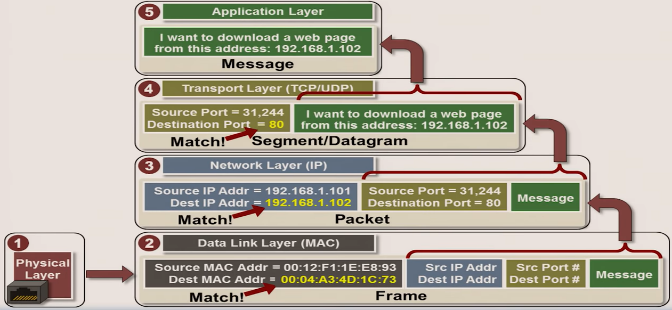 5 Application Layer
I want to download a web page
from this address: 192.168.1.102
Message
4 Transport Layer (TCP/UDP)
Source Port = 31,244
Destination Port = 80
I want to download a web page
from this address: 192.168.1.102
Match!
Segment/Datagram
3 Network Layer (IP)
Source IP Addr = 192.168.1.101
Dest IP Addr = 192.168.1.102
Source Port = 31,244
Destination Port = 80
Message
Match!
Packet
1
Physical
Layer
2 Data Link Layer (MAC)
Source MAC Addr = 00:12:F1:1E:E8:93
Dest MAC Addr = 00:04:A3:4D:1C:73
Src IP Addr
Dest IP Addr
Src Port #
Dest Port #
Message
Match!
Frame